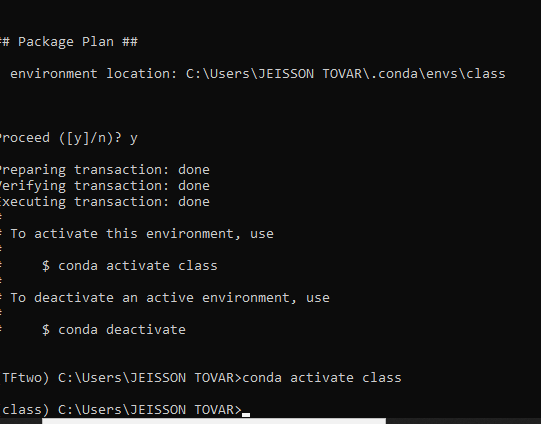 ## Package Plan ##
environment location: C:\Users\JEISSON TOVAR\.conda\envs\class
Proceed ([y]/n)? y
Preparing transaction: done
Verifying transaction: done
Executing transaction: done
#
# To activate this environment, use
#
#     $ conda activate class
#
# To deactivate an active environment, use
#
#     $ conda deactivate
TFtwo) C:\Users\JEISSON TOVAR>conda activate class
class) C:\Users\JEISSON TOVAR>